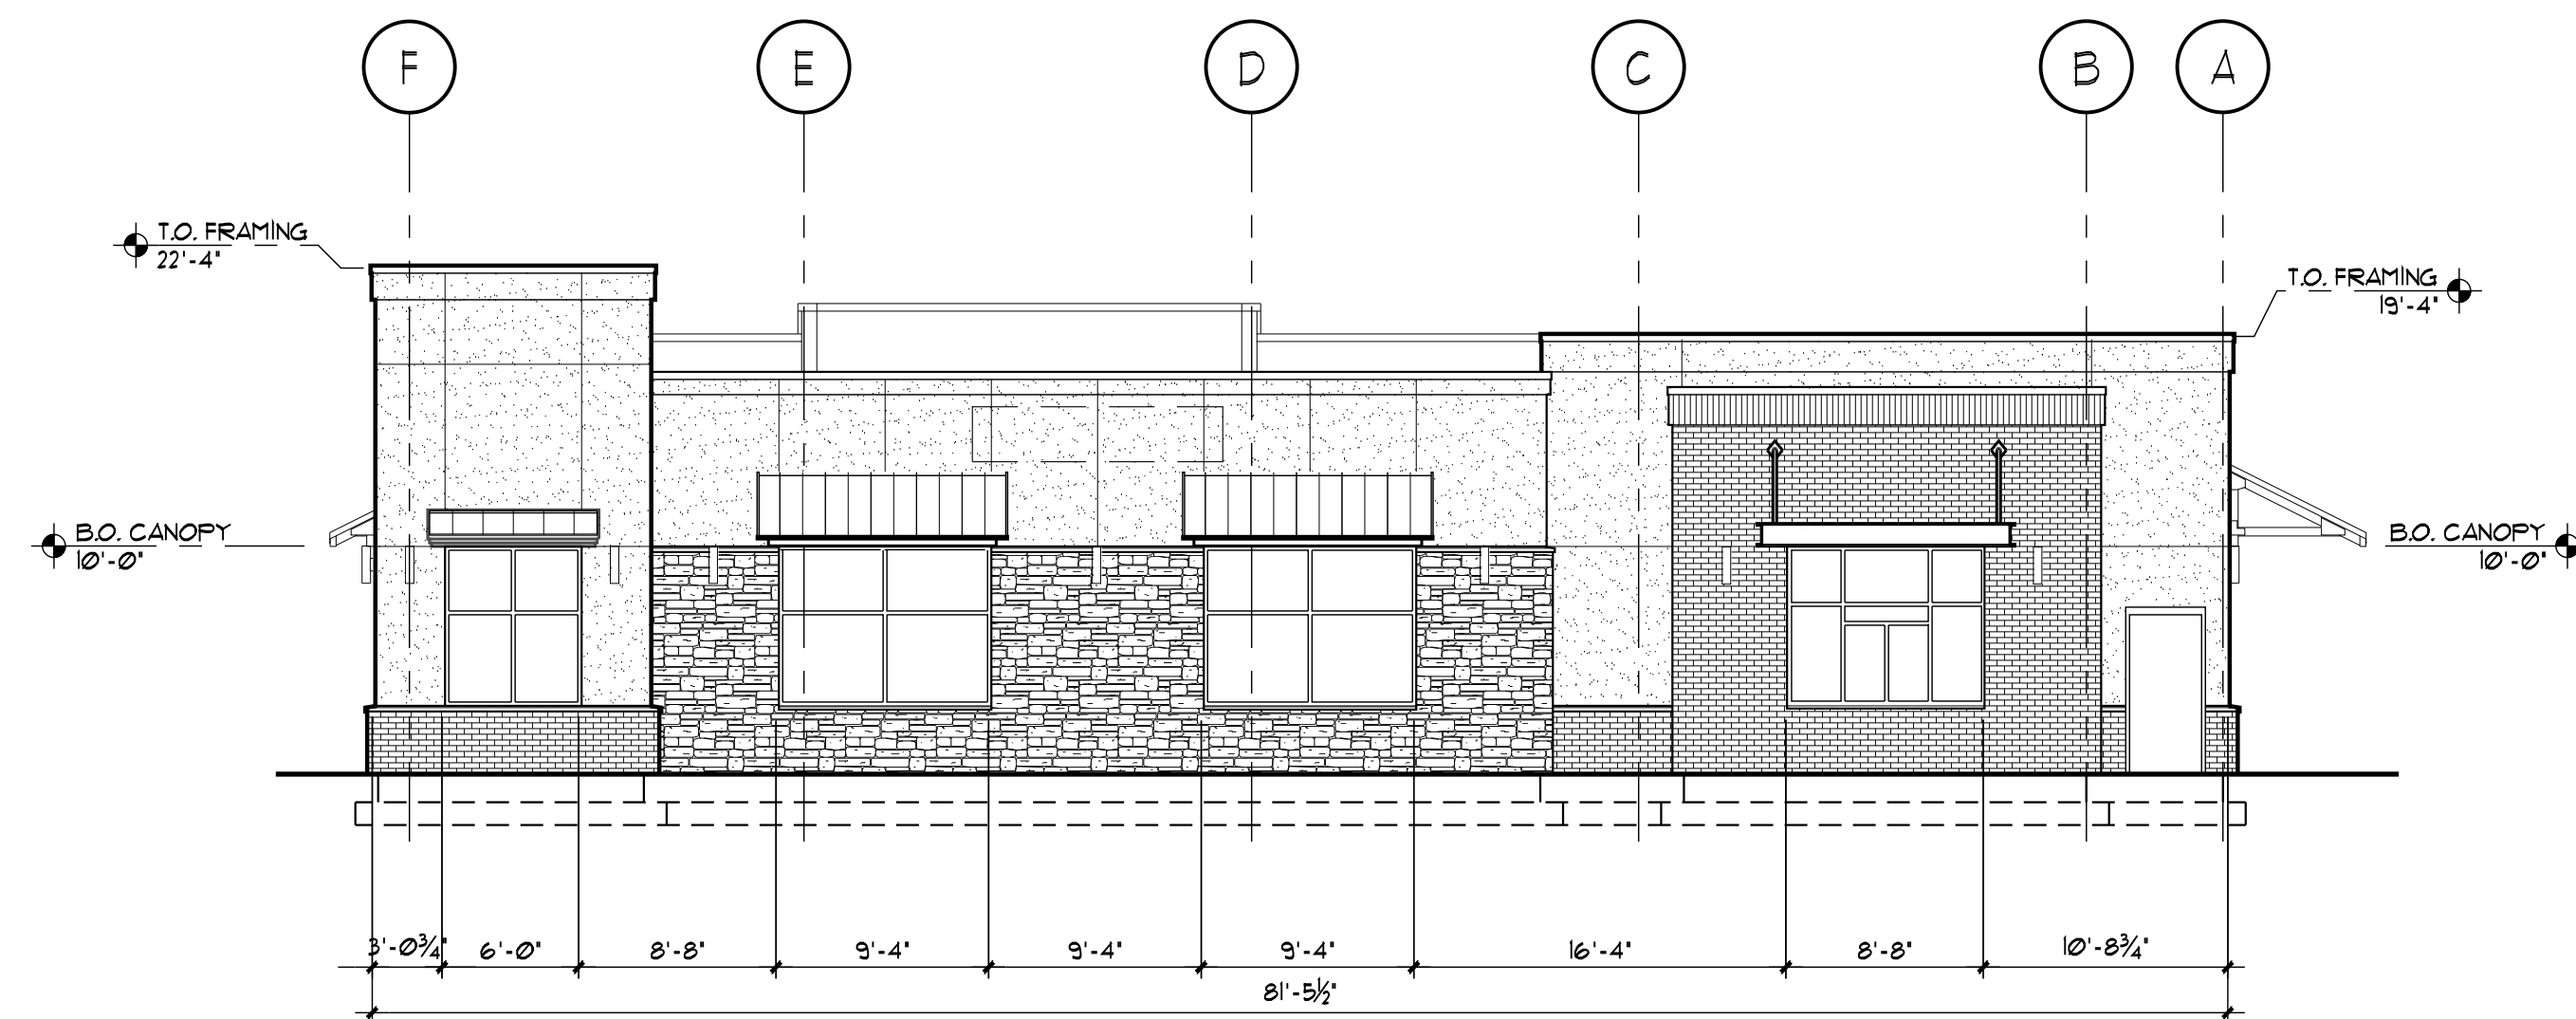 F E D C B A
T.O. FRAMING
22'-4"
T.O. FRAMING
19'-4"
B.O. CANOPY
10'-0"
B.O. CANOPY
10'-0"
3'-0¾" 6'-0" 8'-8" 9'-4" 9'-4" 9'-4" 16'-4" 8'-8" 10'-8¾"
81'-5½"